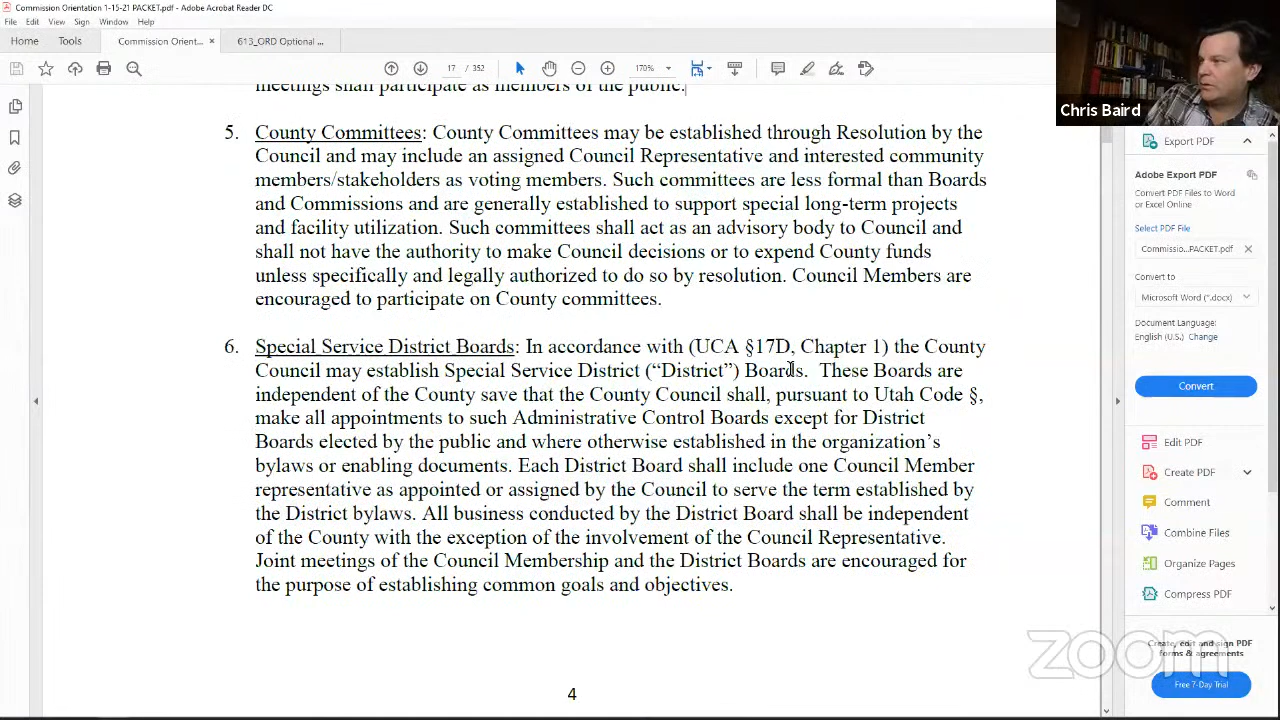 Commission Orientation 1-15-21 PACKET.pdf - Adobe Acrobat Reader DC
File Edit View Sign Window Help
Home Tools Commission Orient... × 613_ORD Optional ...
17 / 352 170%
Chris Baird
meetings shall participate as members of the public.
5. County Committees: County Committees may be established through Resolution by the
Council and may include an assigned Council Representative and interested community
members/stakeholders as voting members. Such committees are less formal than Boards
and Commissions and are generally established to support special long-term projects
and facility utilization. Such committees shall act as an advisory body to Council and
shall not have the authority to make Council decisions or to expend County funds
unless specifically and legally authorized to do so by resolution. Council Members are
encouraged to participate on County committees.
6. Special Service District Boards: In accordance with (UCA §17D, Chapter 1) the County
Council may establish Special Service District (“District”) Boards. These Boards are
independent of the County save that the County Council shall, pursuant to Utah Code §,
make all appointments to such Administrative Control Boards except for District
Boards elected by the public and where otherwise established in the organization’s
bylaws or enabling documents. Each District Board shall include one Council Member
representative as appointed or assigned by the Council to serve the term established by
the District bylaws. All business conducted by the District Board shall be independent
of the County with the exception of the involvement of the Council Representative.
Joint meetings of the Council Membership and the District Boards are encouraged for
the purpose of establishing common goals and objectives.
4
Export PDF
Adobe Export PDF
Convert PDF Files to Word
or Excel Online
Select PDF File
Commissio...PACKET.pdf
Convert to
Microsoft Word (*.docx)
Document Language:
English (U.S.) Change
Convert
Edit PDF
Create PDF
Comment
Combine Files
Organize Pages
Compress PDF
Create, edit and sign PDF
forms & agreements
Free 7-Day Trial
zoom